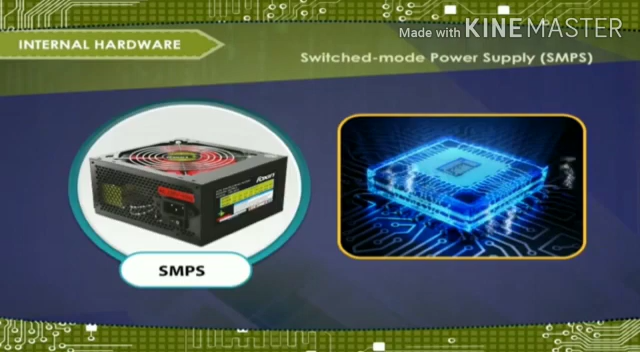 Made with KINEMASTER
INTERNAL HARDWARE
Switched-mode Power Supply (SMPS)
SMPS